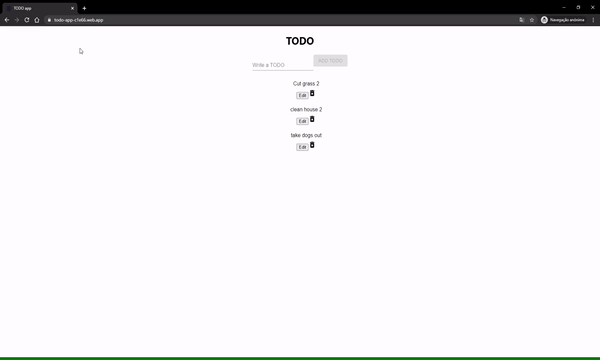 TODO app
todo-app-c1e66.web.app
Navegação anônima
TODO
Write a TODO
ADD TODO
Cut grass 2
Edit
clean house 2
Edit
take dogs out
Edit